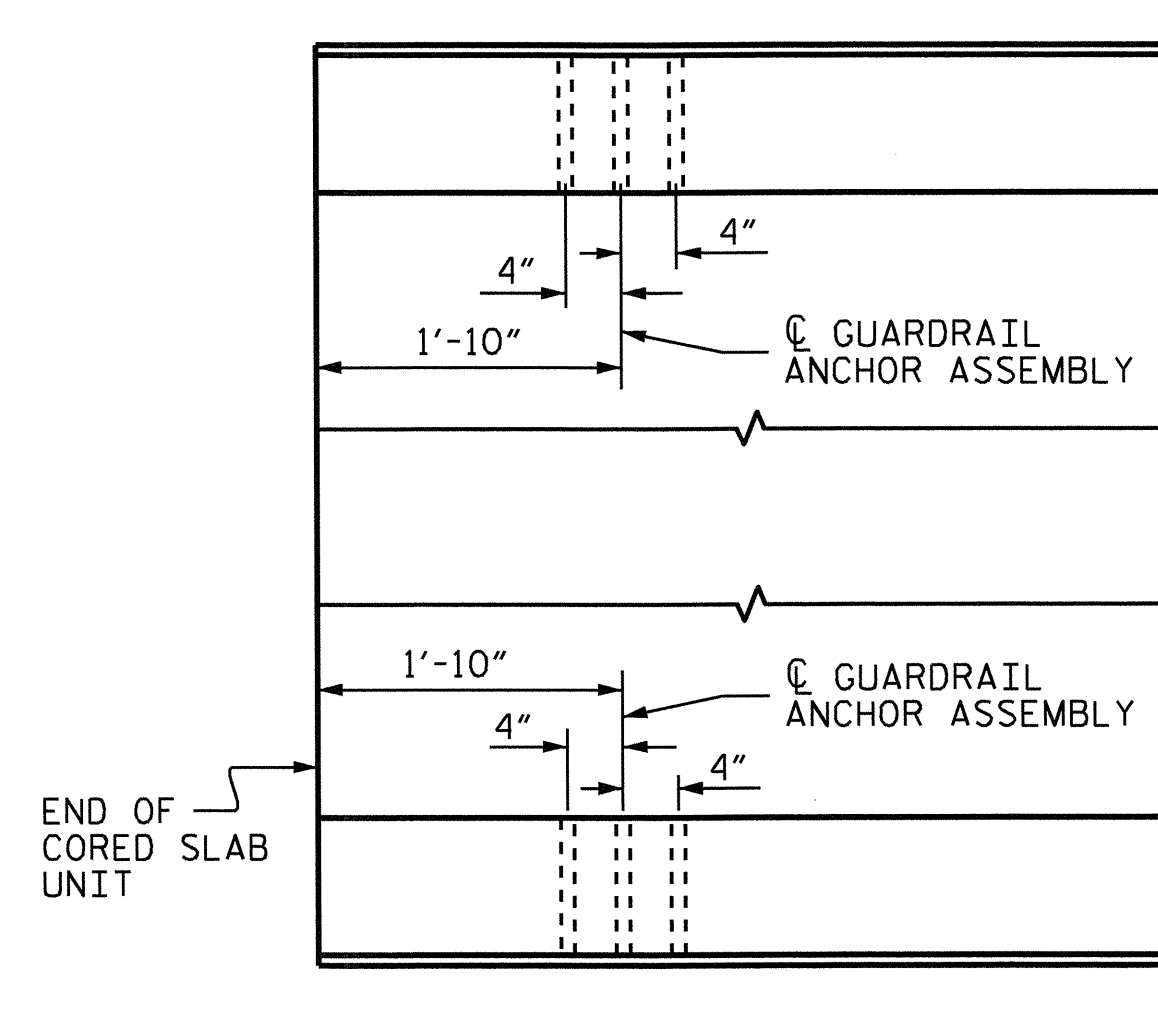 4"
4"
1'-10"
℄ GUARDRAIL
ANCHOR ASSEMBLY
1'-10"
℄ GUARDRAIL
ANCHOR ASSEMBLY
4"
4"
END OF
CORED SLAB
UNIT